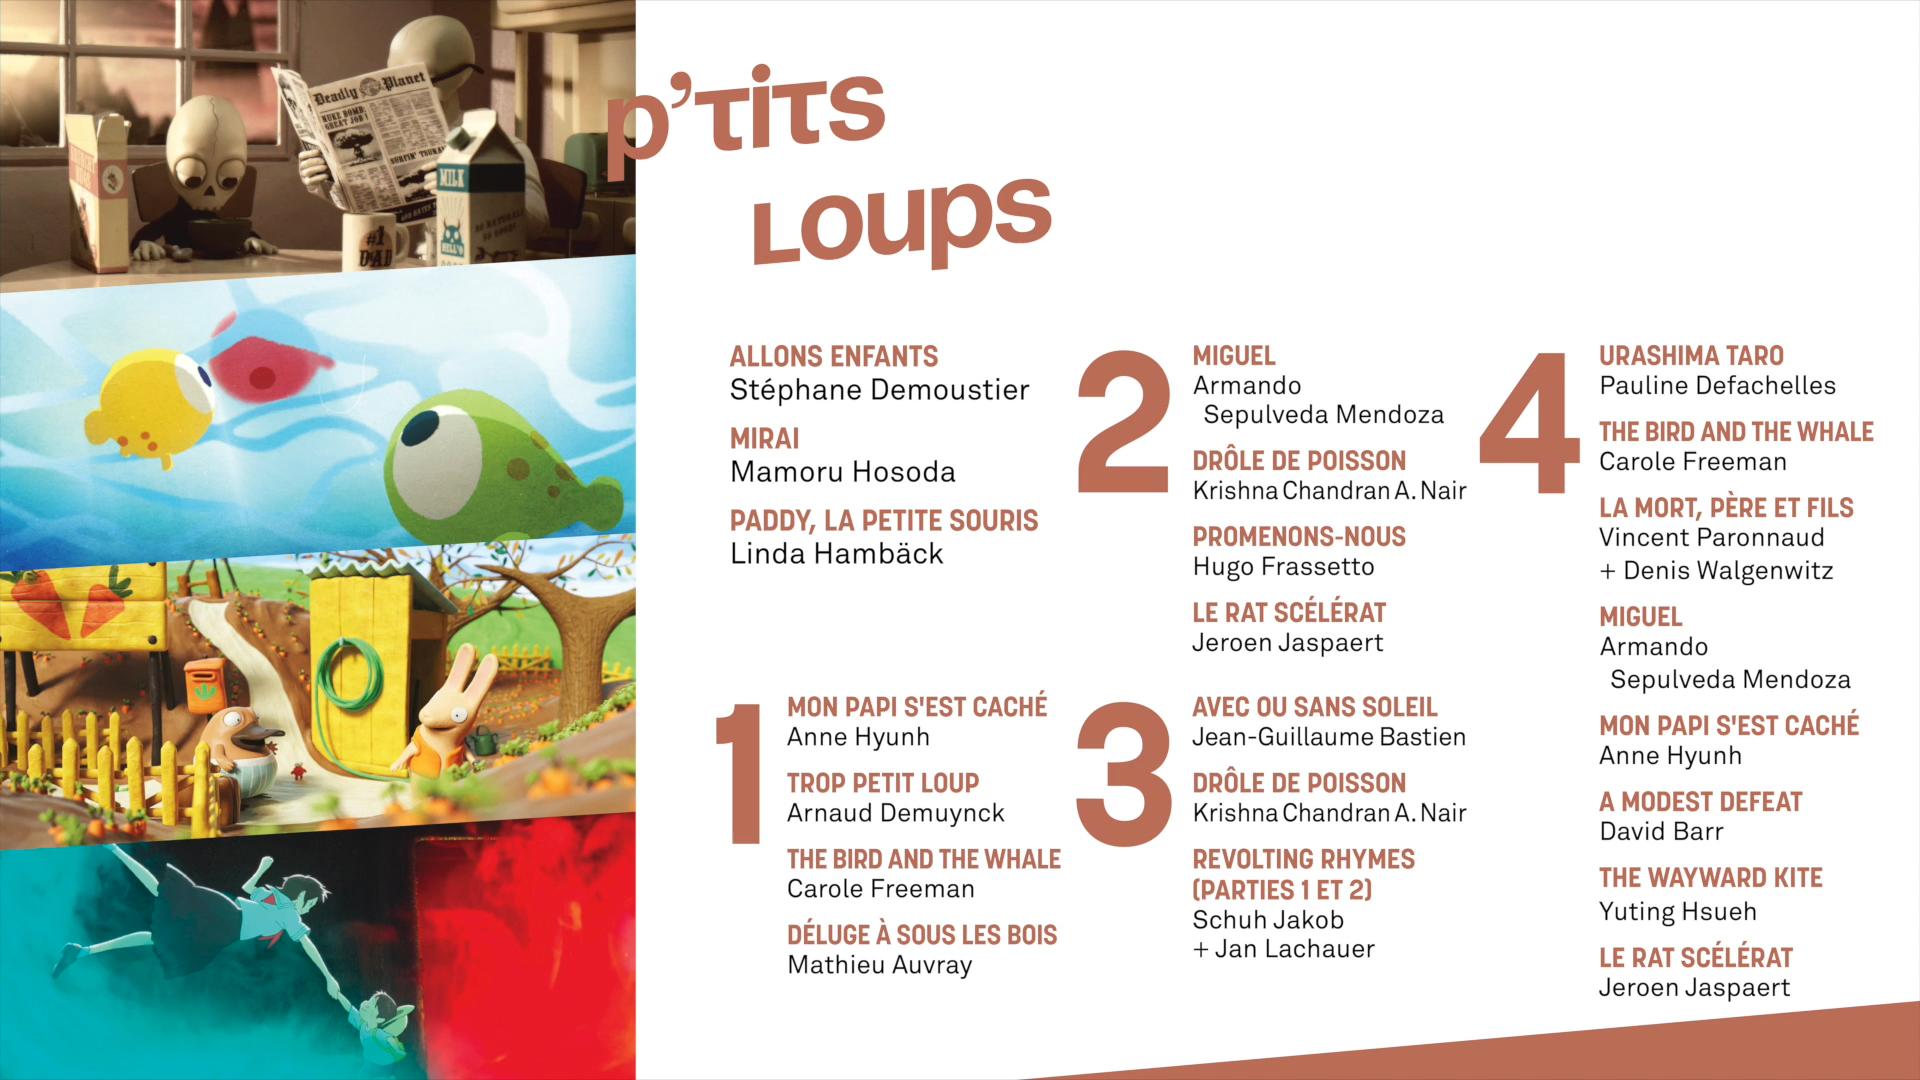 Deadly Planet
NUKE BOMB:
GREAT JOB!
MILK
#1
DAD
p'tits
Loups
ALLONS ENFANTS
Stéphane Demoustier
MIRAI
Mamoru Hosoda
PADDY, LA PETITE SOURIS
Linda Hambäck
1
MON PAPI S'EST CACHÉ
Anne Hyunh
TROP PETIT LOUP
Arnaud Demuynck
THE BIRD AND THE WHALE
Carole Freeman
DÉLUGE À SOUS LES BOIS
Mathieu Auvray
2
MIGUEL
Armando
Sepulveda Mendoza
DRÔLE DE POISSON
Krishna Chandran A. Nair
PROMENONS-NOUS
Hugo Frassetto
LE RAT SCÉLÉRAT
Jeroen Jaspaert
3
AVEC OU SANS SOLEIL
Jean-Guillaume Bastien
DRÔLE DE POISSON
Krishna Chandran A. Nair
REVOLTING RHYMES
(PARTIES 1 ET 2)
Schuh Jakob
+ Jan Lachauer
4
URASHIMA TARO
Pauline Defachelles
THE BIRD AND THE WHALE
Carole Freeman
LA MORT, PÈRE ET FILS
Vincent Paronnaud
+ Denis Walgenwitz
MIGUEL
Armando
Sepulveda Mendoza
MON PAPI S'EST CACHÉ
Anne Hyunh
A MODEST DEFEAT
David Barr
THE WAYWARD KITE
Yuting Hsueh
LE RAT SCÉLÉRAT
Jeroen Jaspaert